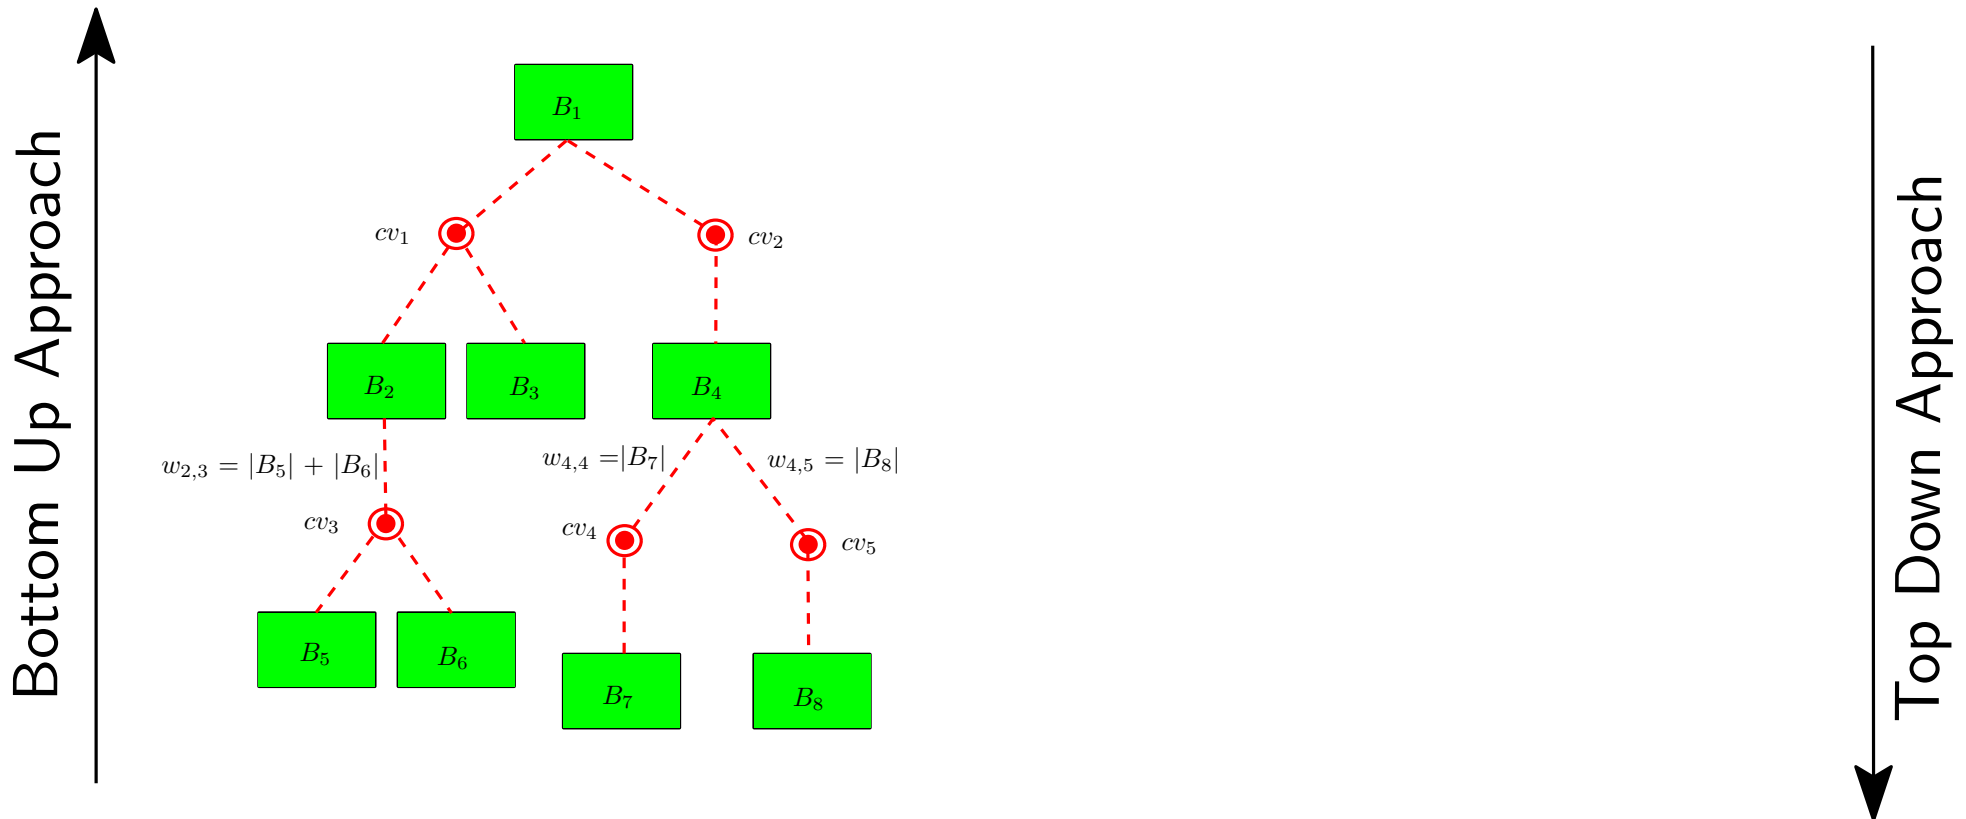 Bottom Up Approach
B₁
cv₁
cv₂
B₂
B₃
B₄
w₂,₃ = |B₅| + |B₆|
w₄,₄ =|B₇|
w₄,₅ = |B₈|
cv₃
cv₄
cv₅
B₅
B₆
B₇
B₈
Top Down Approach